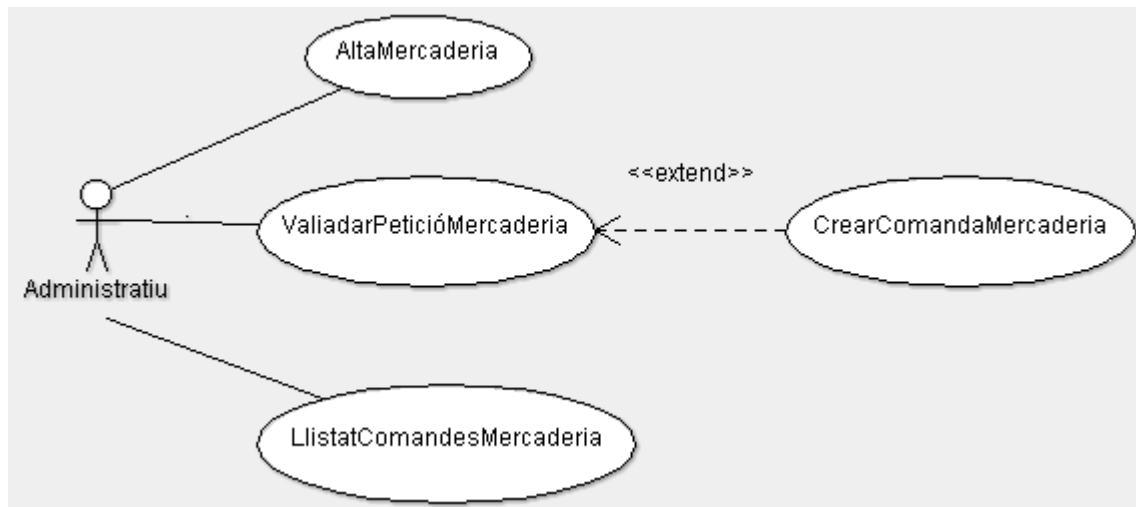 AltaMercaderia
<<extend>>
ValiadarPeticióMercaderia
CrearComandaMercaderia
Administratiu
LlistatComandesMercaderia